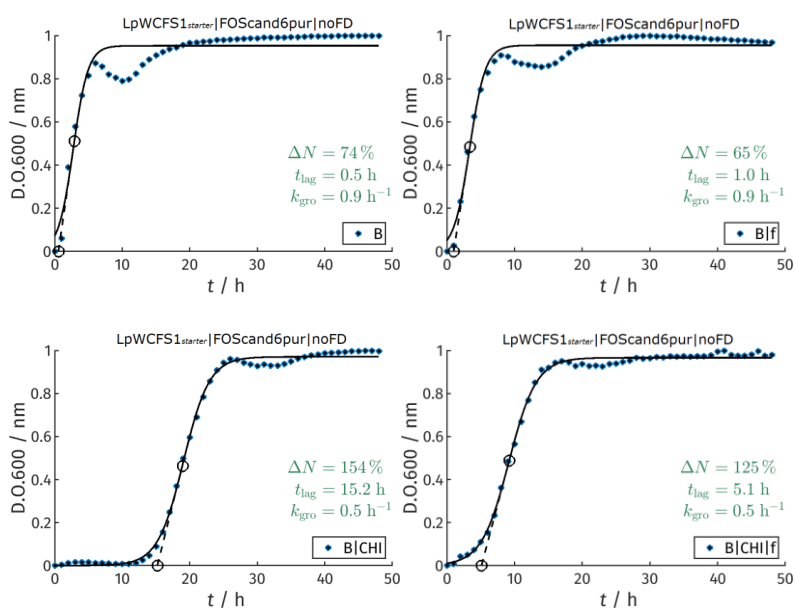 LpWCFS1starter|FOScand6pur|noFD
1
0.8
0.6
0.4
0.2
0
D.O.600 / nm
ΔN = 74 %
tlag = 0.5 h
kgro = 0.9 h−1
B
0 10 20 30 40 50
t / h
LpWCFS1starter|FOScand6pur|noFD
1
0.8
0.6
0.4
0.2
0
D.O.600 / nm
ΔN = 65 %
tlag = 1.0 h
kgro = 0.9 h−1
B|f
0 10 20 30 40 50
t / h
LpWCFS1starter|FOScand6pur|noFD
1
0.8
0.6
0.4
0.2
0
D.O.600 / nm
ΔN = 154 %
tlag = 15.2 h
kgro = 0.5 h−1
B|CHI
0 10 20 30 40 50
t / h
LpWCFS1starter|FOScand6pur|noFD
1
0.8
0.6
0.4
0.2
0
D.O.600 / nm
ΔN = 125 %
tlag = 5.1 h
kgro = 0.5 h−1
B|CHI|f
0 10 20 30 40 50
t / h